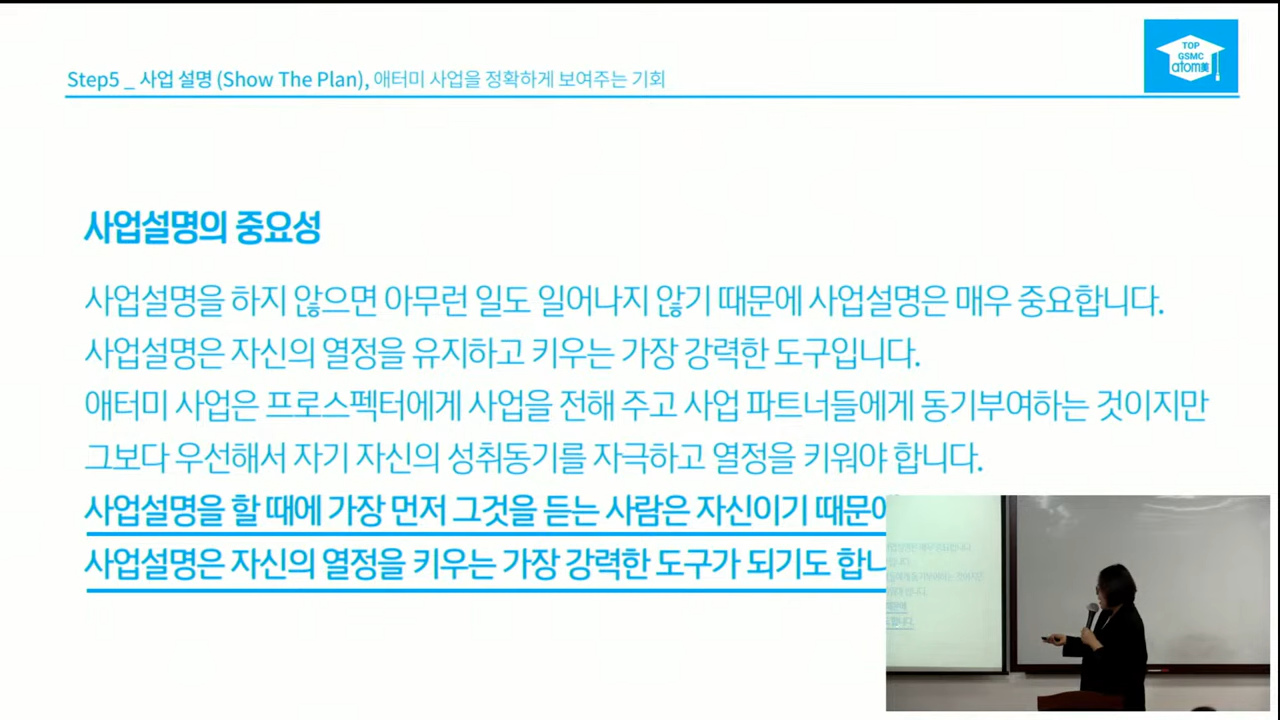 Step5 _ 사업 설명 (Show The Plan), 애터미 사업을 정확하게 보여주는 기회
TOP
GSMC
atom美
사업설명의 중요성
사업설명을 하지 않으면 아무런 일도 일어나지 않기 때문에 사업설명은 매우 중요합니다.
사업설명은 자신의 열정을 유지하고 키우는 가장 강력한 도구입니다.
애터미 사업은 프로스펙터에게 사업을 전해 주고 사업 파트너들에게 동기부여하는 것이지만
그보다 우선해서 자기 자신의 성취동기를 자극하고 열정을 키워야 합니다.
사업설명을 할 때에 가장 먼저 그것을 듣는 사람은 자신이기 때문에
사업설명은 자신의 열정을 키우는 가장 강력한 도구가 되기도 합니